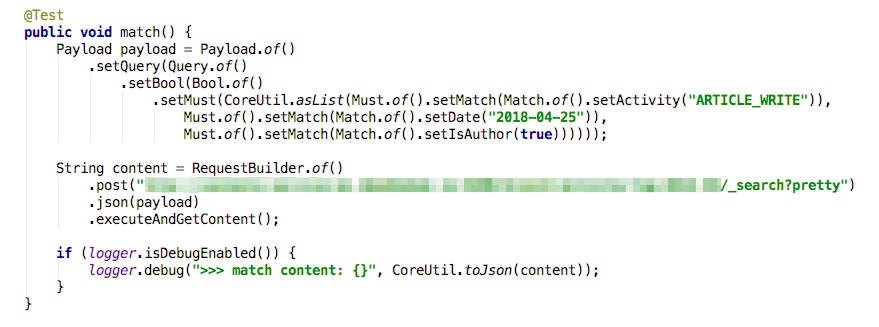 @Test
public void match() {
    Payload payload = Payload.of()
        .setQuery(Query.of()
            .setBool(Bool.of()
                .setMust(CoreUtil.asList(Must.of().setMatch(Match.of().setActivity("ARTICLE_WRITE")),
                    Must.of().setMatch(Match.of().setDate("2018-04-25")),
                    Must.of().setMatch(Match.of().setIsAuthor(true))))));
    String content = RequestBuilder.of()
        .post("/_search?pretty")
        .json(payload)
        .executeAndGetContent();
    if (logger.isDebugEnabled()) {
        logger.debug(">>> match content: {}", CoreUtil.toJson(content));
    }
}